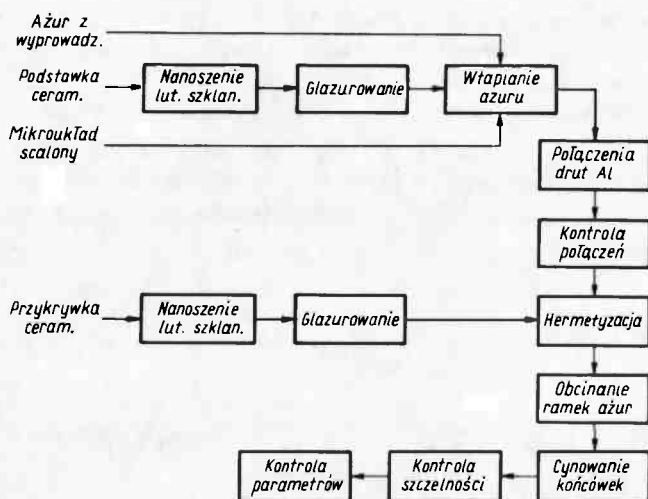 Ażur z
wyprowadz.
Podstawka
ceram.
Nanoszenie
lut. szklan.
Glazurowanie
Wtapianie
ażuru
Mikroukład
scalony
Połączenia
drut Al
Kontrola
połączeń
Przykrywka
ceram.
Nanoszenie
lut. szklan.
Glazurowanie
Hermetyzacja
Obcinanie
ramek ażur
Kontrola
parametrów
Kontrola
szczelności
Cynowanie
końcówek